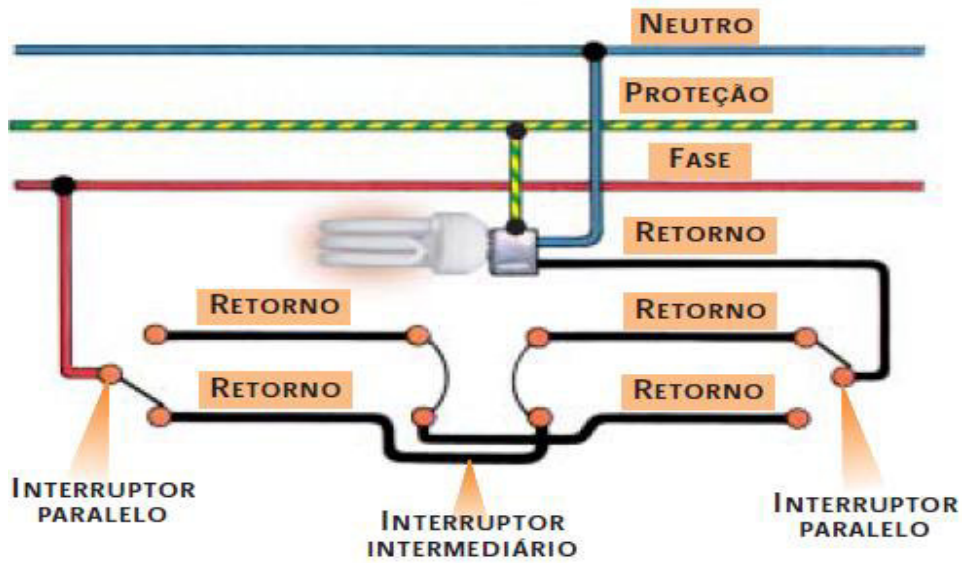 NEUTRO
PROTEÇÃO
FASE
RETORNO
RETORNO
RETORNO
RETORNO
RETORNO
INTERRUPTOR
PARALELO
INTERRUPTOR
INTERMEDIÁRIO
INTERRUPTOR
PARALELO